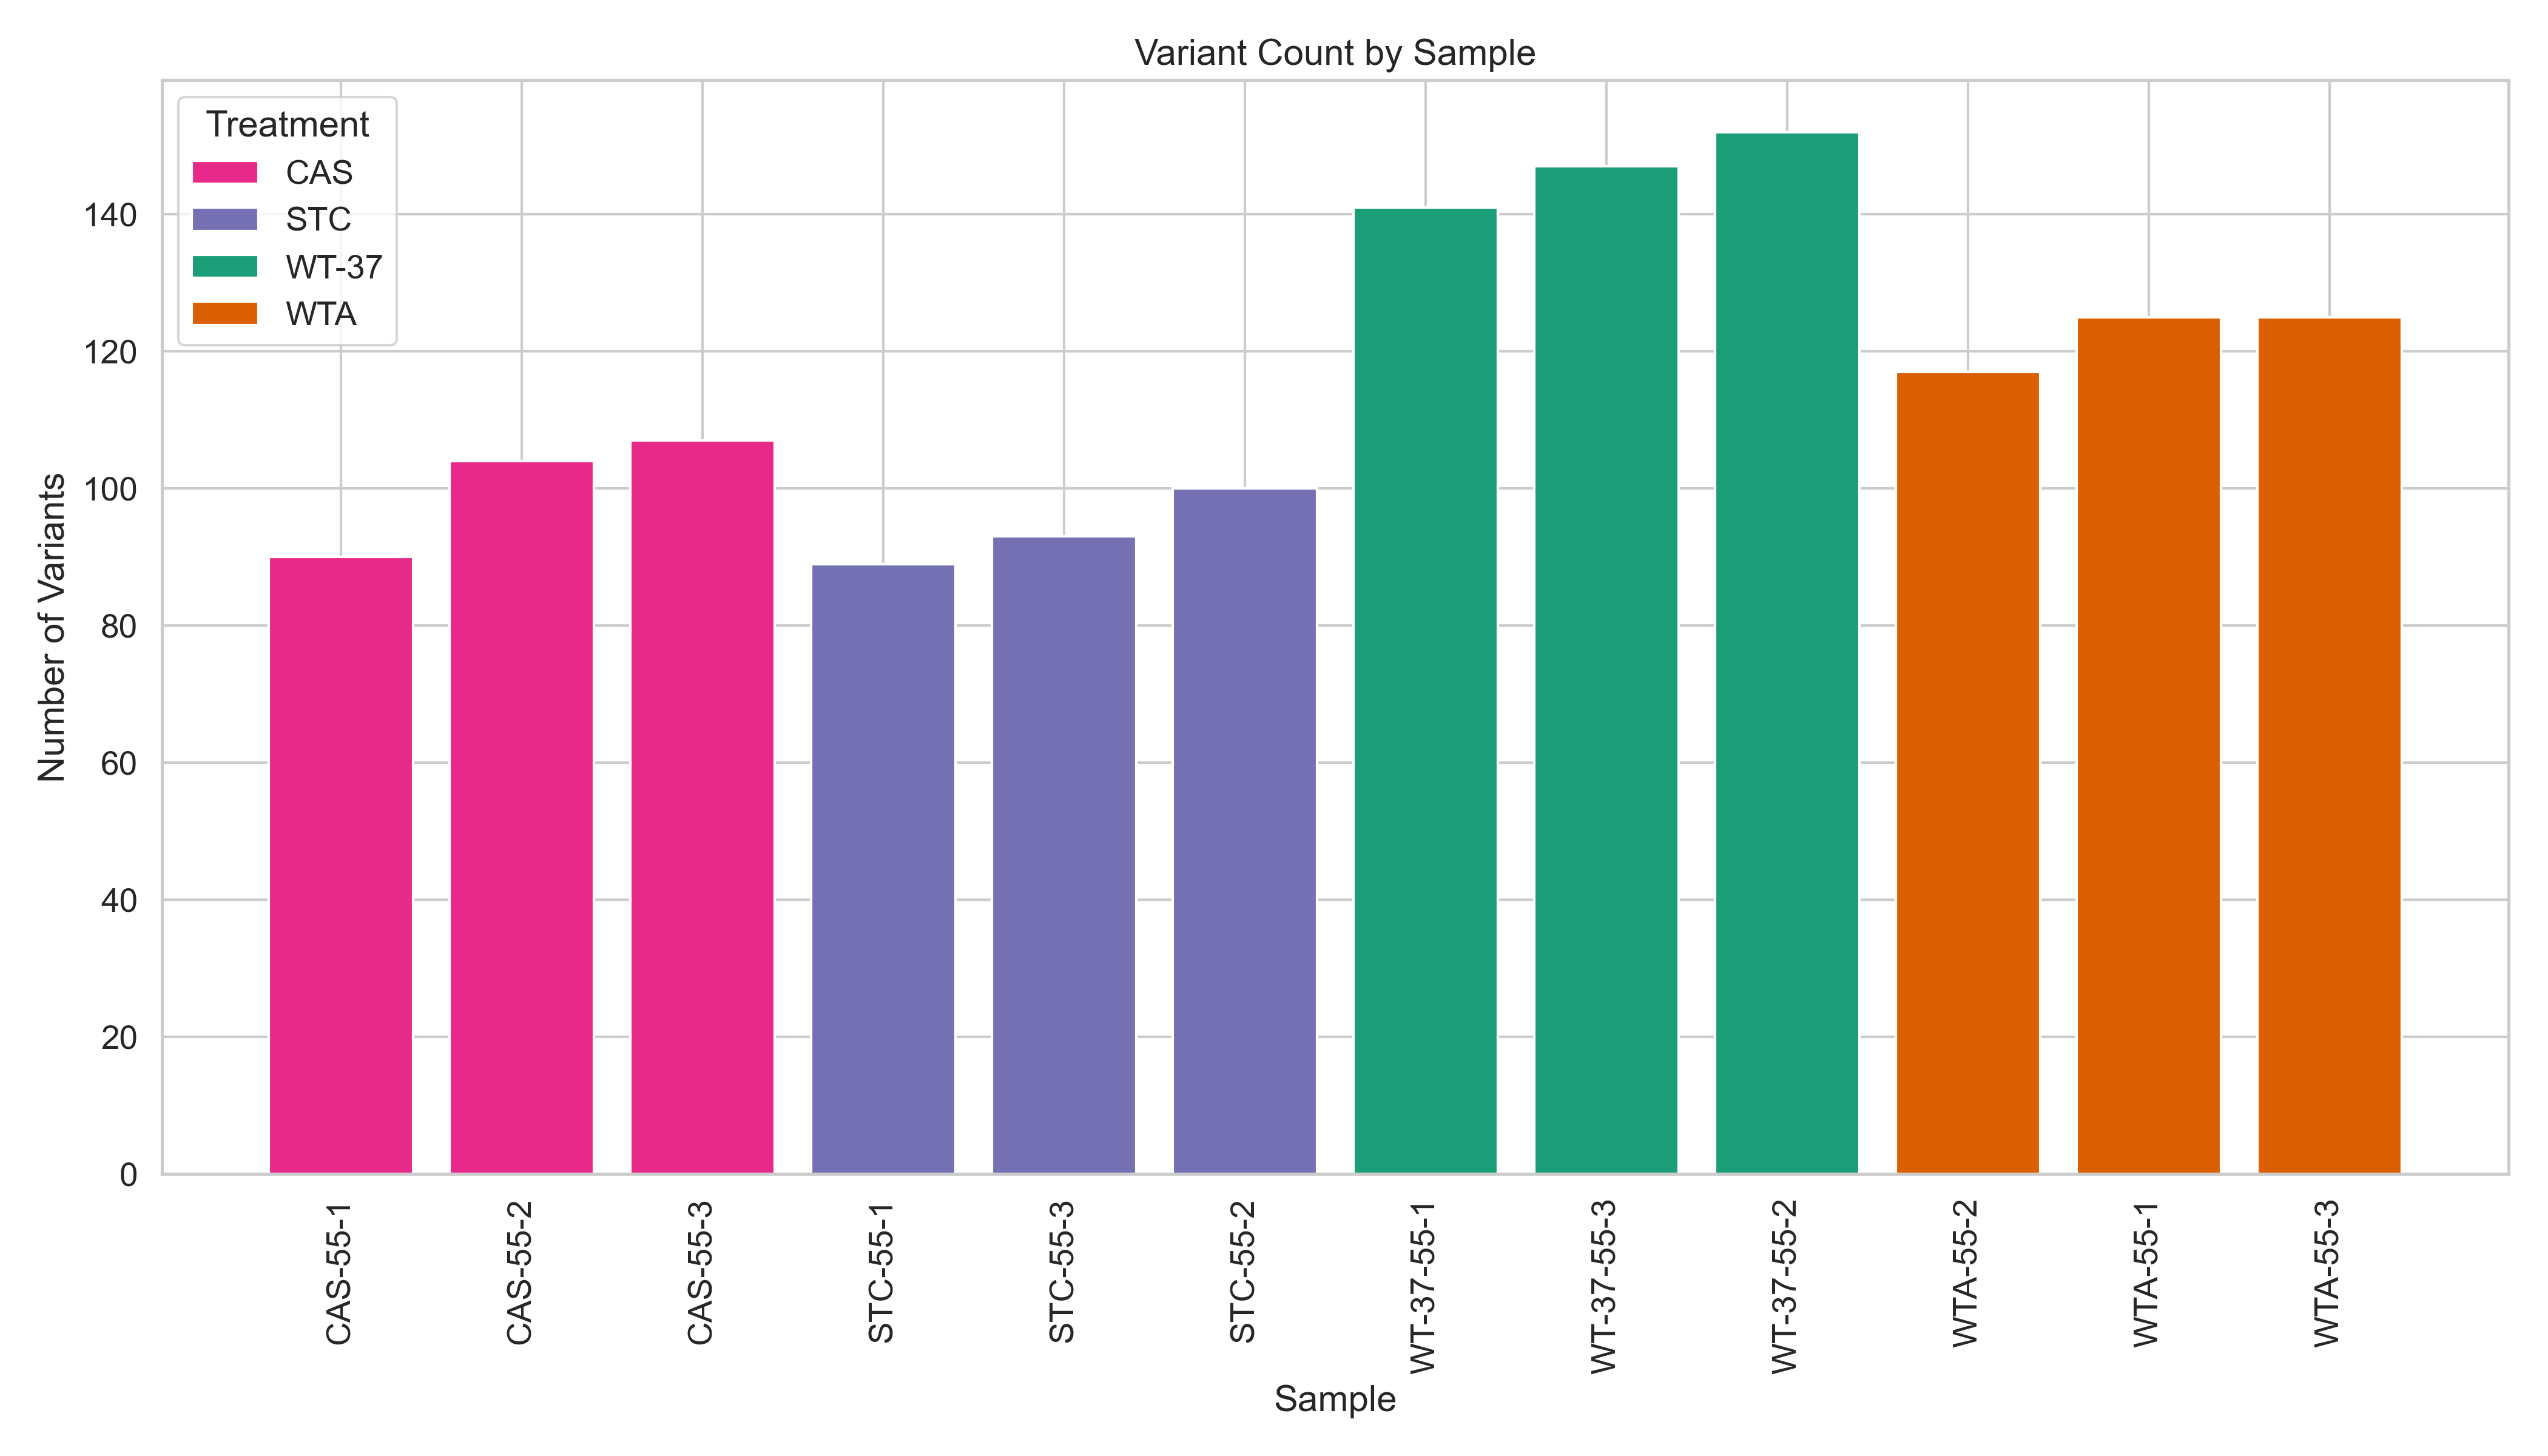 Variant Count by Sample
Treatment
CAS
STC
WT-37
WTA
Number of Variants
140
120
100
80
60
40
20
0
CAS-55-1
CAS-55-2
CAS-55-3
STC-55-1
STC-55-3
STC-55-2
WT-37-55-1
WT-37-55-3
WT-37-55-2
WTA-55-2
WTA-55-1
WTA-55-3
Sample